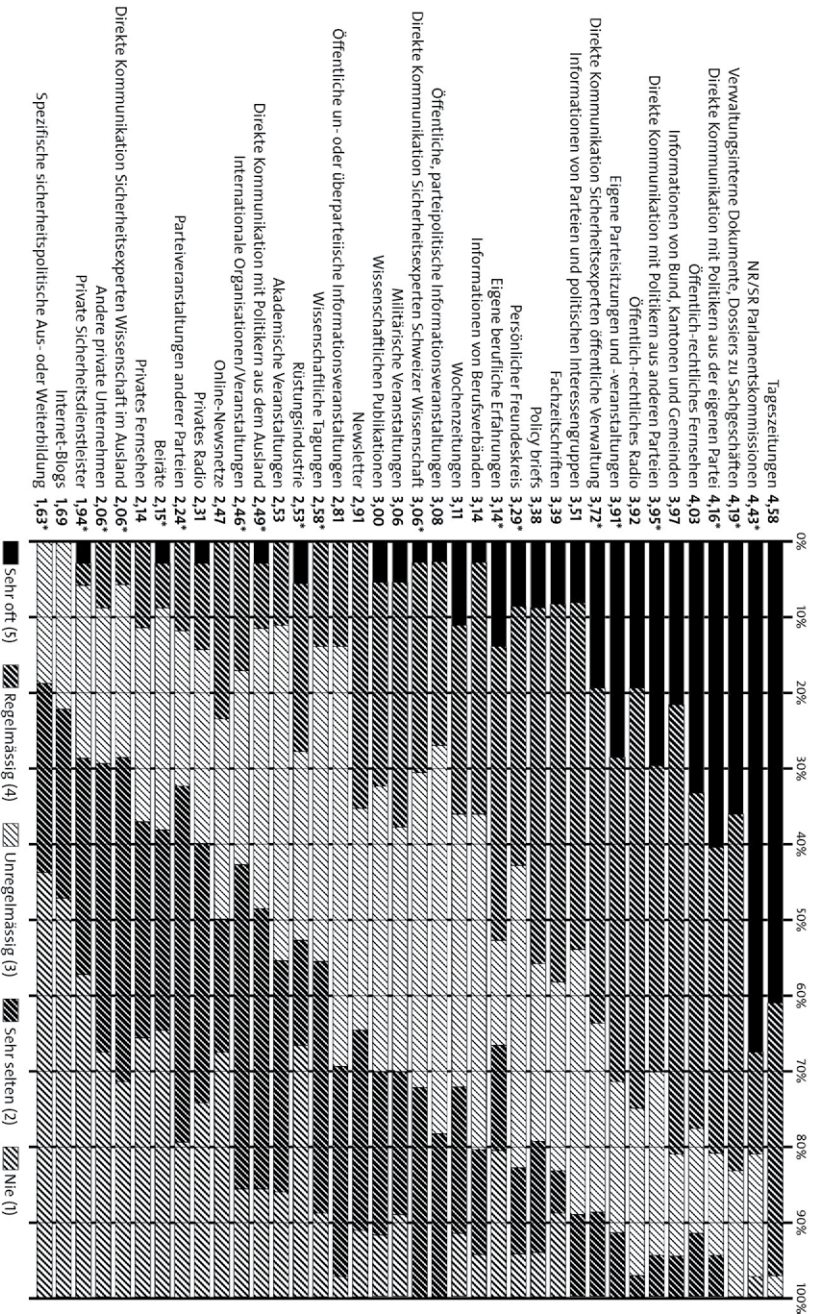 Tageszeitungen 4,58
NR/SR Parlamentskommissionen 4,43*
Verwaltungsinterne Dokumente, Dossiers zu Sachgeschäften 4,19*
Direkte Kommunikation mit Politikern aus der eigenen Partei 4,16*
Öffentlich-rechtliches Fernsehen 4,03
Informationen von Bund, Kantonen und Gemeinden 3,97
Direkte Kommunikation mit Politikern aus anderen Parteien 3,95*
Öffentlich-rechtliches Radio 3,92
Eigene Parteisitzungen und -veranstaltungen 3,91*
Direkte Kommunikation Sicherheitsexperten öffentliche Verwaltung 3,72*
Informationen von Parteien und politischen Interessengruppen 3,51
Fachzeitschriften 3,39
Policy briefs 3,38
Persönlicher Freundeskreis 3,29*
Eigene berufliche Erfahrungen 3,14*
Informationen von Berufsverbänden 3,14
Wochenzeitungen 3,11
Öffentliche, parteipolitische Informationsveranstaltungen 3,08
Direkte Kommunikation Sicherheitsexperten Schweizer Wissenschaft 3,06*
Militärische Veranstaltungen 3,06
Wissenschaftlichen Publikationen 3,00
Newsletter 2,91
Öffentliche un- oder überparteiische Informationsveranstaltungen 2,81
Wissenschaftliche Tagungen 2,58*
Rüstungsindustrie 2,53*
Akademische Veranstaltungen 2,53
Direkte Kommunikation mit Politikern aus dem Ausland 2,49*
Internationale Organisationen/Veranstaltungen 2,46*
Online-Newsnetze 2,47
Privates Radio 2,31
Parteiveranstaltungen anderer Parteien 2,24*
Beiräte 2,15*
Privates Fernsehen 2,14
Direkte Kommunikation Sicherheitsexperten Wissenschaft im Ausland 2,06*
Andere private Unternehmen 2,06*
Private Sicherheitsdienstleister 1,94*
Internet-Blogs 1,69
Spezifische sicherheitspolitische Aus- oder Weiterbildung 1,63*
0% 10% 20% 30% 40% 50% 60% 70% 80% 90% 100%
Sehr oft (5) Regelmässig (4) Unregelmässig (3) Sehr selten (2) Nie (1)